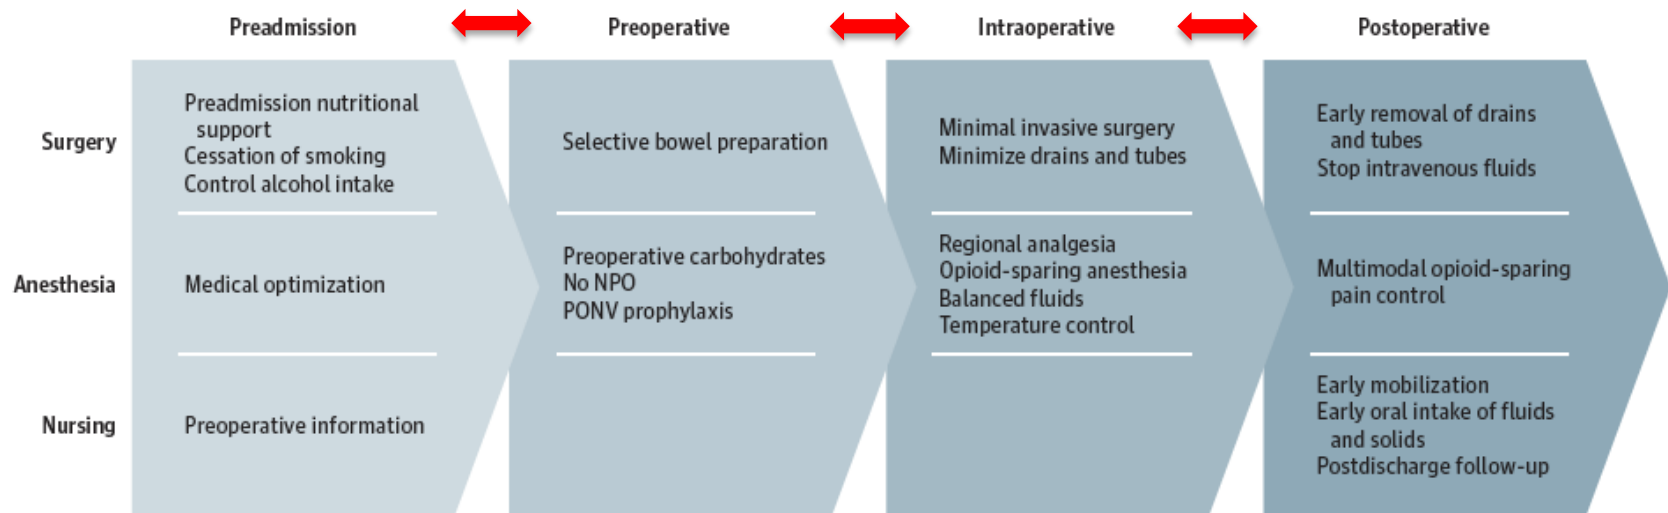 Preadmission
Preoperative
Intraoperative
Postoperative
Surgery
Preadmission nutritional
support
Cessation of smoking
Control alcohol intake
Selective bowel preparation
Minimal invasive surgery
Minimize drains and tubes
Early removal of drains
and tubes
Stop intravenous fluids
Anesthesia
Medical optimization
Preoperative carbohydrates
No NPO
PONV prophylaxis
Regional analgesia
Opioid-sparing anesthesia
Balanced fluids
Temperature control
Multimodal opioid-sparing
pain control
Nursing
Preoperative information
Early mobilization
Early oral intake of fluids
and solids
Postdischarge follow-up